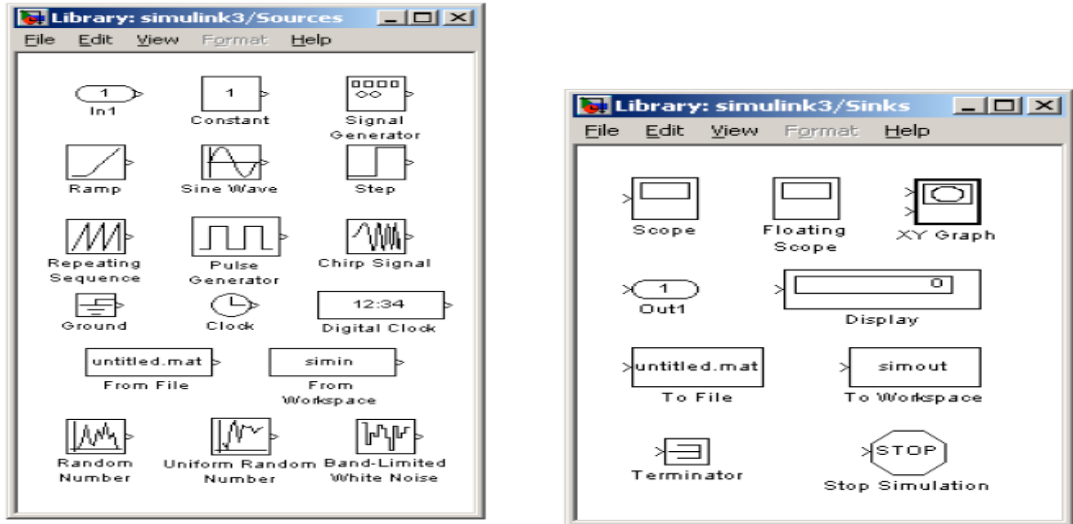 Library: simulink3/Sources
File Edit View Format Help
1
In1
1
Constant
Signal
Generator
Ramp
Sine Wave
Step
Repeating
Sequence
Pulse
Generator
Chirp Signal
Ground
Clock
12:34
Digital Clock
untitled.mat
From File
simin
From
Workspace
Random
Number
Uniform Random
Number
Band-Limited
White Noise
Library: simulink3/Sinks
File Edit View Format Help
Scope
Floating
Scope
XY Graph
1
Out1
0
Display
untitled.mat
To File
simout
To Workspace
Terminator
STOP
Stop Simulation